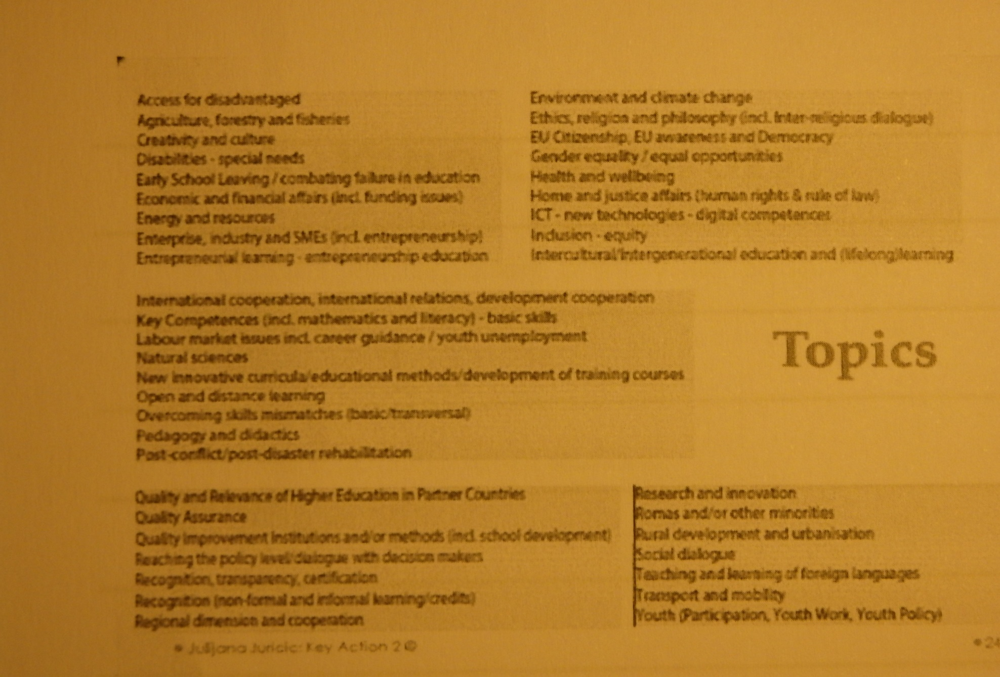 Access for disadvantaged
Agriculture, forestry and fisheries
Creativity and culture
Disabilities - special needs
Early School Leaving / combating failure in education
Economic and financial affairs (incl. funding issues)
Energy and resources
Enterprise, industry and SMEs (incl. entrepreneurship)
Entrepreneurial learning - entrepreneurship education
Environment and climate change
Ethics, religion and philosophy (incl. Inter-religious dialogue)
EU Citizenship, EU awareness and Democracy
Gender equality / equal opportunities
Health and wellbeing
Home and justice affairs (human rights & rule of law)
ICT - new technologies - digital competences
Inclusion - equity
Intercultural/intergenerational education and (lifelong)learning
International cooperation, international relations, development cooperation
Key Competences (incl. mathematics and literacy) - basic skills
Labour market issues incl. career guidance / youth unemployment
Natural sciences
New innovative curricula/educational methods/development of training courses
Open and distance learning
Overcoming skills mismatches (basic/transversal)
Pedagogy and didactics
Post-conflict/post-disaster rehabilitation
Topics
Quality and Relevance of Higher Education in Partner Countries
Quality Assurance
Quality Improvement Institutions and/or methods (incl. school development)
Reaching the policy level/dialogue with decision makers
Recognition, transparency, certification
Recognition (non-formal and informal learning/credits)
Regional dimension and cooperation
Research and innovation
Romas and/or other minorities
Rural development and urbanisation
Social dialogue
Teaching and learning of foreign languages
Transport and mobility
Youth (Participation, Youth Work, Youth Policy)
Juricic: Key Action 2 ©
24